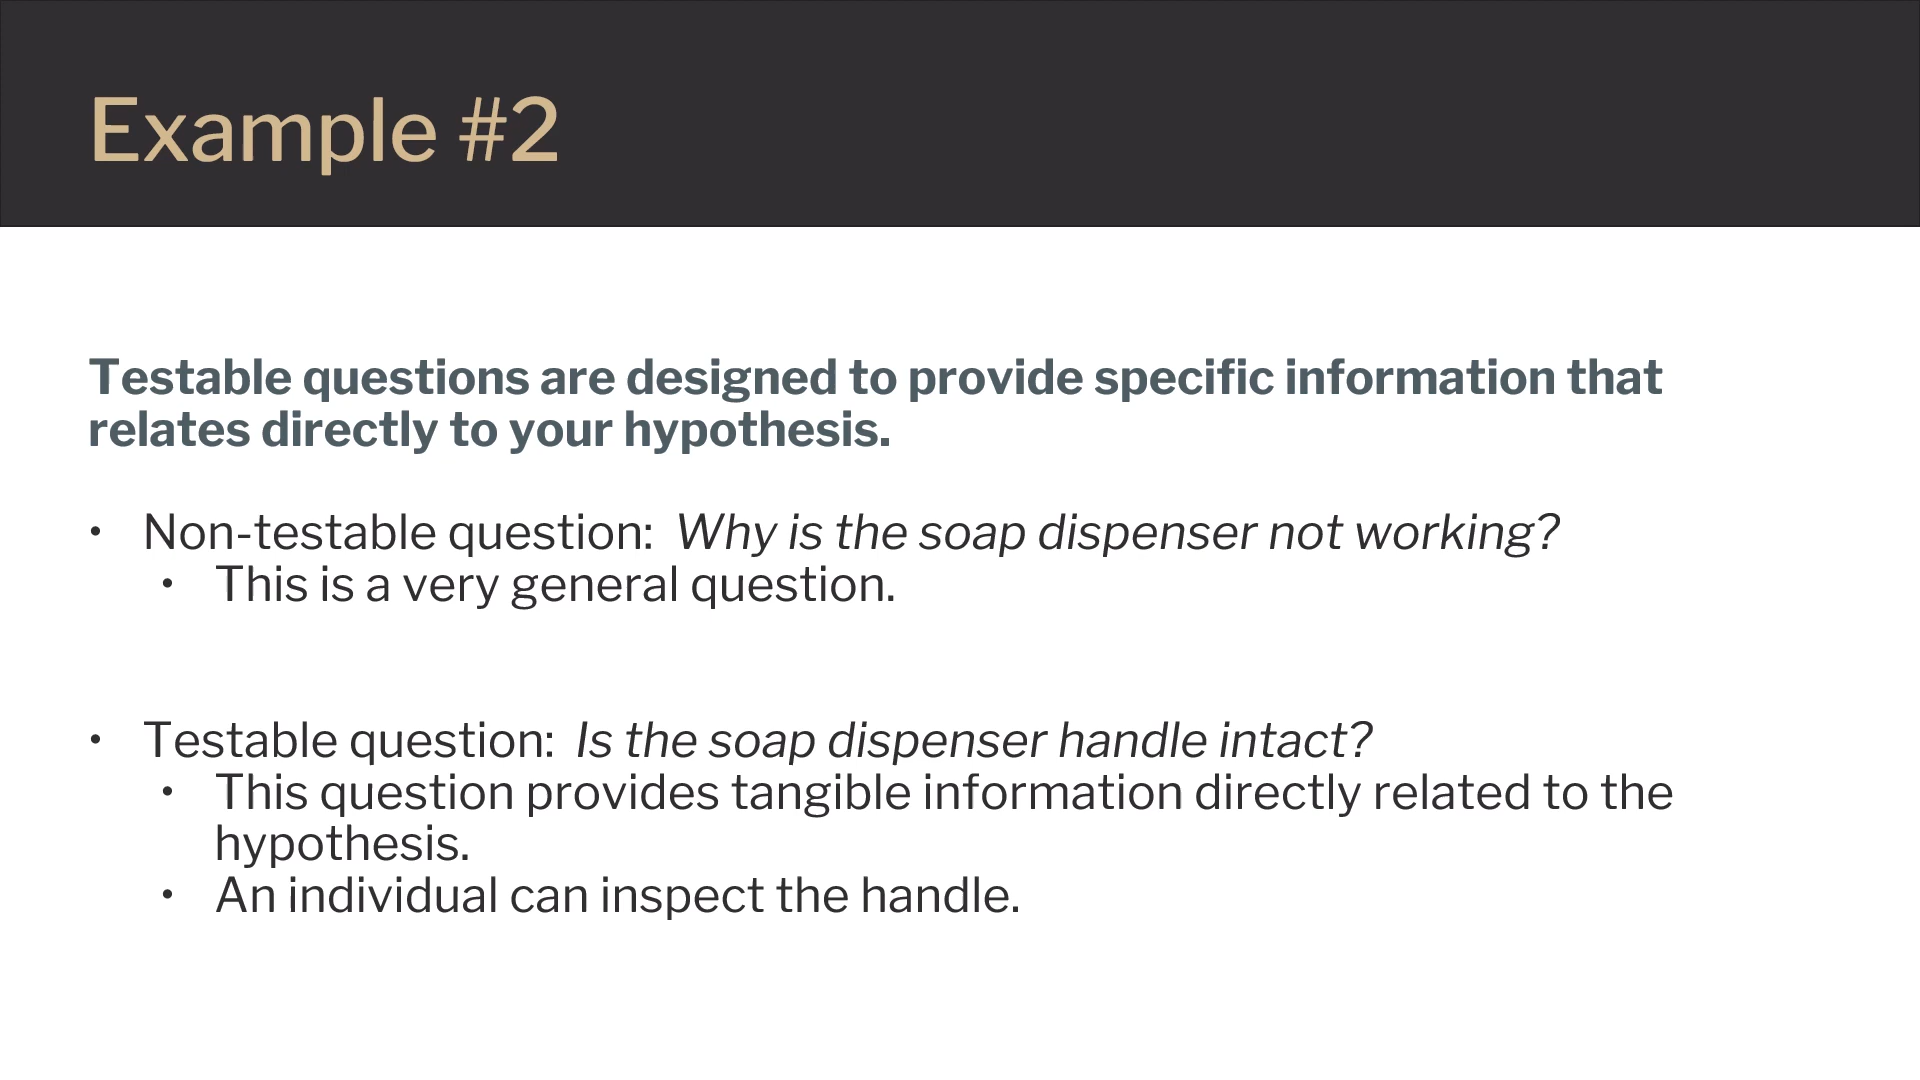 Example #2
Testable questions are designed to provide specific information that
relates directly to your hypothesis.
• Non-testable question: Why is the soap dispenser not working?
• This is a very general question.
• Testable question: Is the soap dispenser handle intact?
• This question provides tangible information directly related to the
hypothesis.
• An individual can inspect the handle.